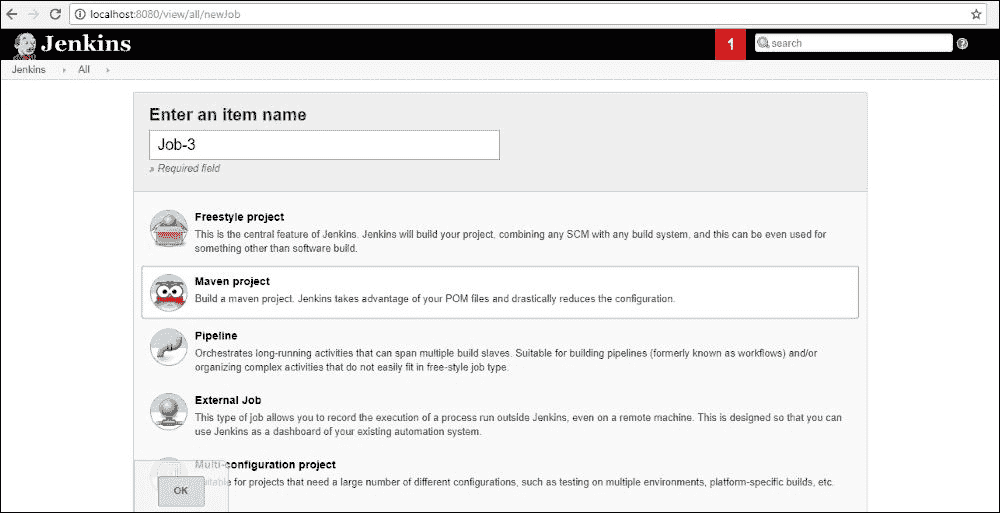 localhost:8080/view/all/newJob
Jenkins
1
search
Jenkins
All
Enter an item name
Job-3
» Required field
Freestyle project
This is the central feature of Jenkins. Jenkins will build your project, combining any SCM with any build system, and this can be even used for
something other than software build.
Maven project
Build a maven project. Jenkins takes advantage of your POM files and drastically reduces the configuration.
Pipeline
Orchestrates long-running activities that can span multiple build slaves. Suitable for building pipelines (formerly known as workflows) and/or
organizing complex activities that do not easily fit in free-style job type.
External Job
This type of job allows you to record the execution of a process run outside Jenkins, even on a remote machine. This is designed so that you can
use Jenkins as a dashboard of your existing automation system.
Multi-configuration project
Suitable for projects that need a large number of different configurations, such as testing on multiple environments, platform-specific builds, etc.
OK